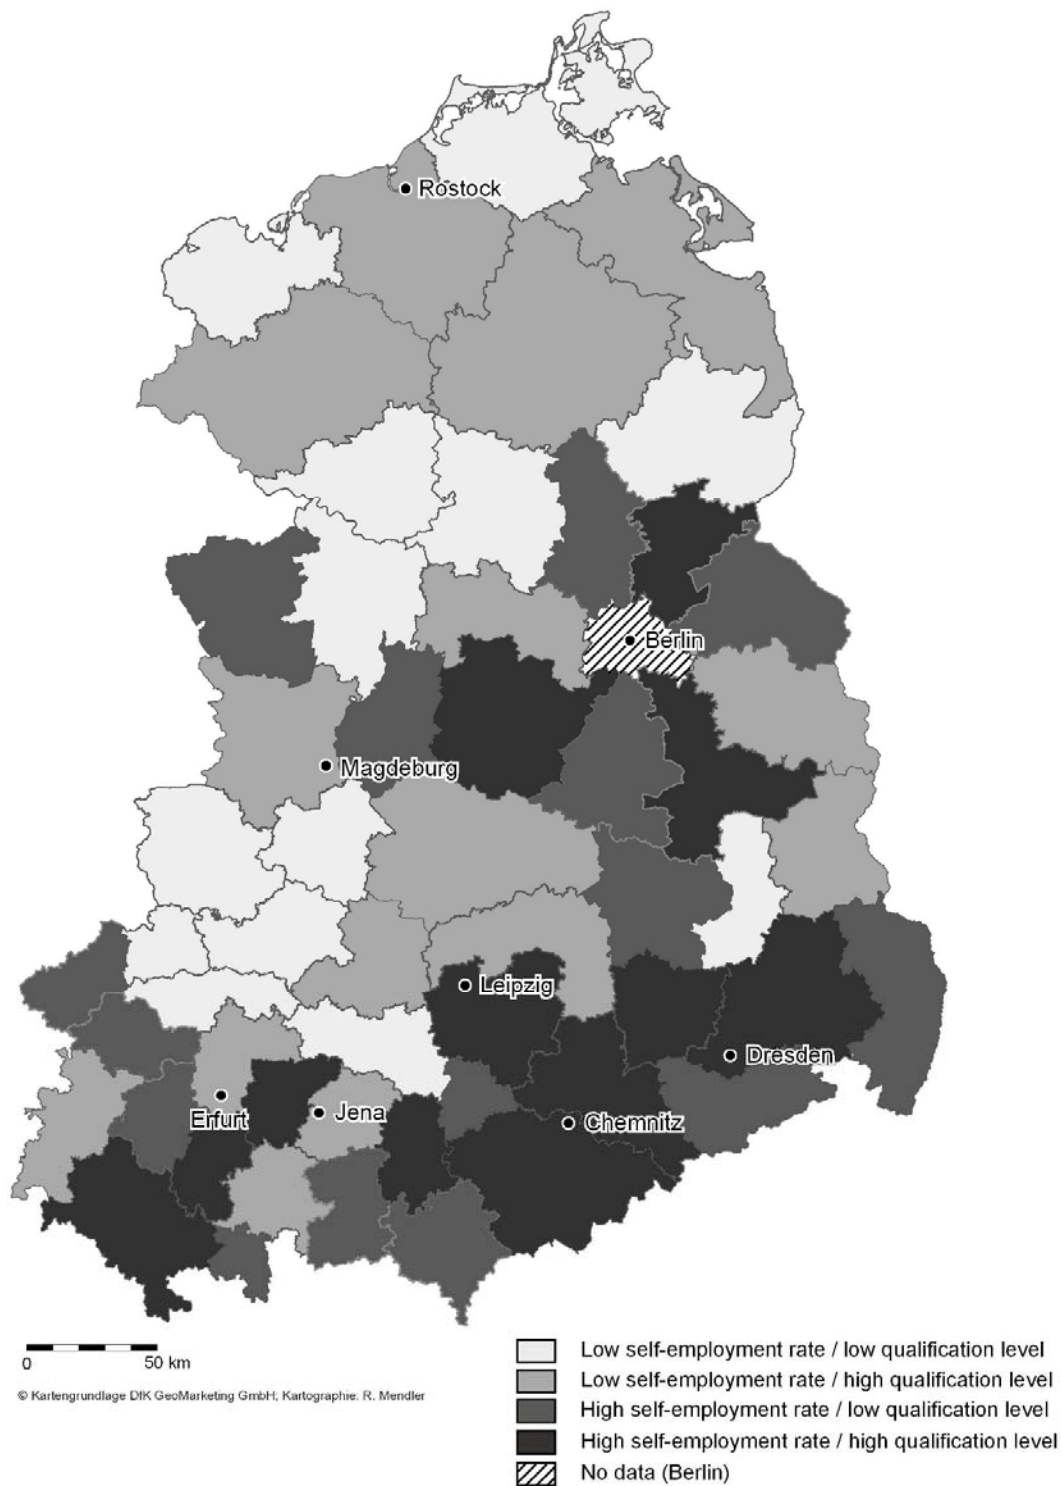 Rostock
Berlin
Magdeburg
Leipzig
Dresden
Erfurt
Jena
Chemnitz
0 50 km
© Kartengrundlage DfK GeoMarketing GmbH; Kartographie: R. Mendler
Low self-employment rate / low qualification level
Low self-employment rate / high qualification level
High self-employment rate / low qualification level
High self-employment rate / high qualification level
No data (Berlin)